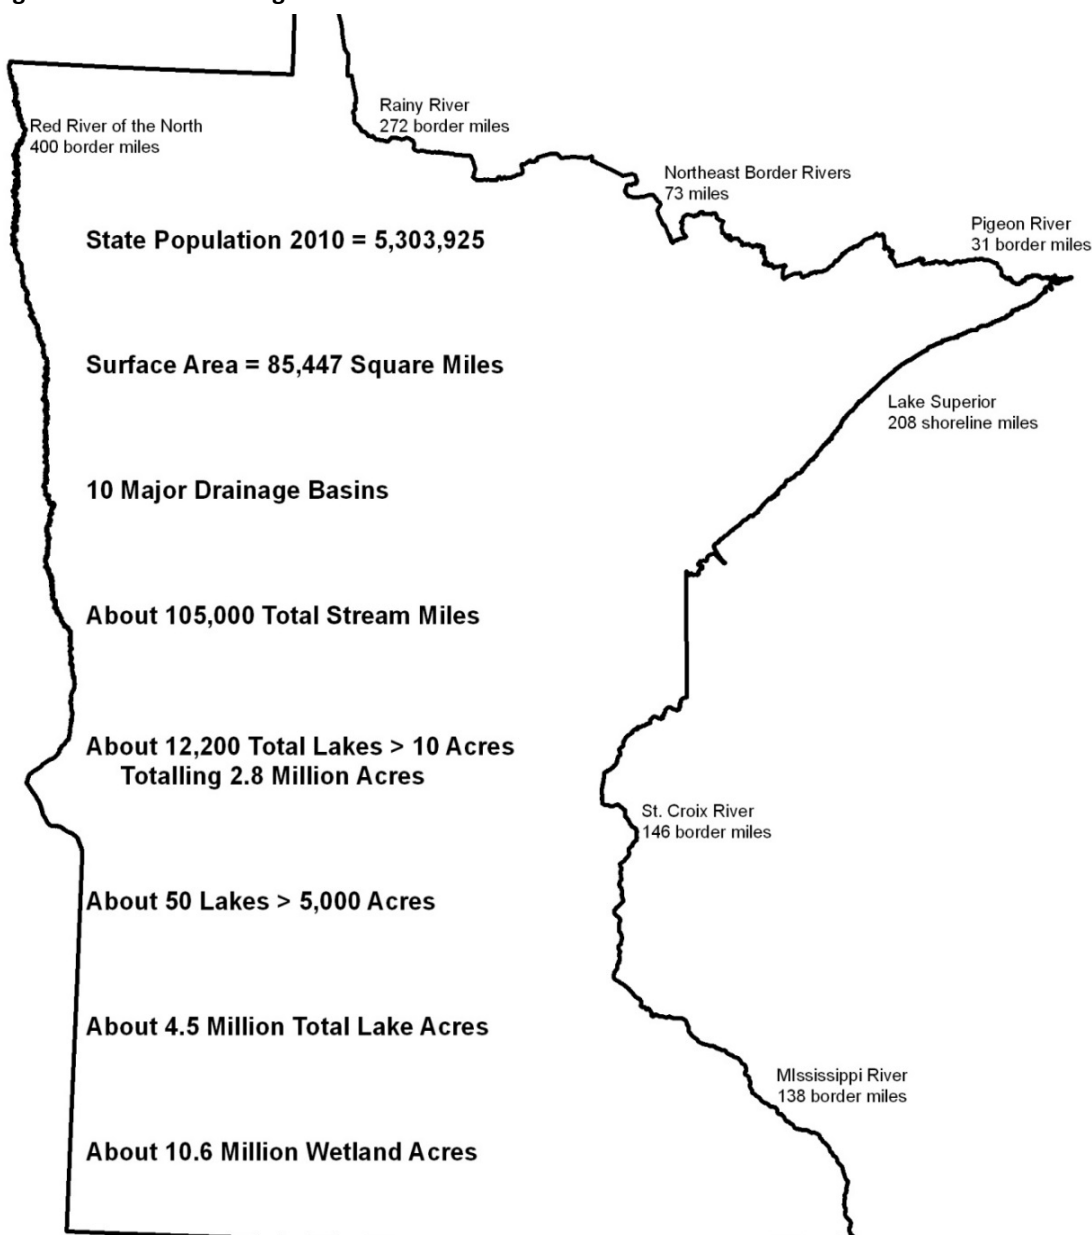 Rainy River
272 border miles
Red River of the North
400 border miles
Northeast Border Rivers
73 miles
Pigeon River
31 border miles
State Population 2010 = 5,303,925
Surface Area = 85,447 Square Miles
Lake Superior
208 shoreline miles
10 Major Drainage Basins
About 105,000 Total Stream Miles
About 12,200 Total Lakes > 10 Acres
Totalling 2.8 Million Acres
St. Croix River
146 border miles
About 50 Lakes > 5,000 Acres
About 4.5 Million Total Lake Acres
MIssissippi River
138 border miles
About 10.6 Million Wetland Acres